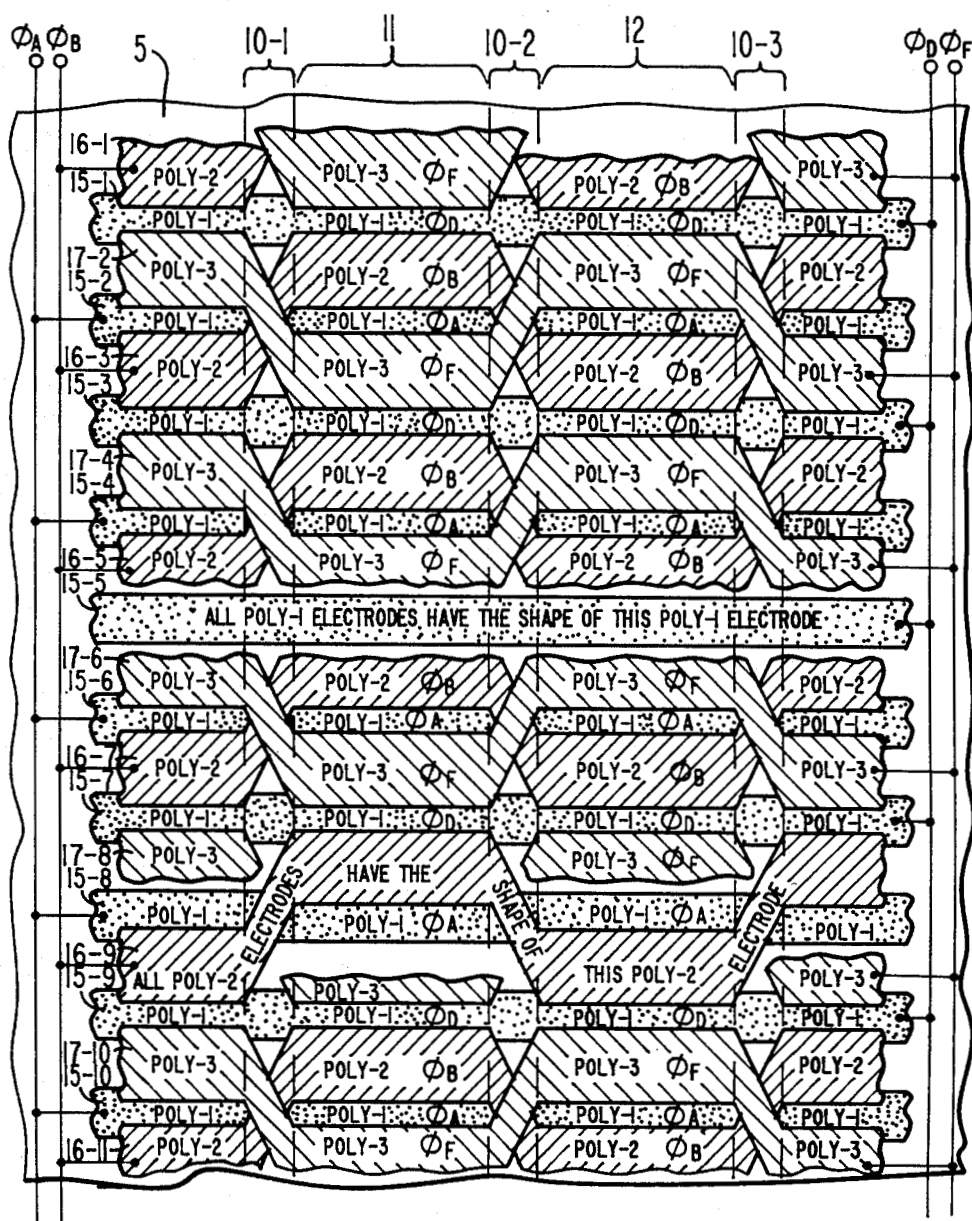 ΦA ΦB 5 10-1 11 10-2 12 10-3 ΦD ΦF
16-1 POLY-2 POLY-3 ΦF POLY-2 ΦB POLY-3
15-1 POLY-1 POLY-1 ΦD POLY-1 ΦD POLY-1
17-2 POLY-3 POLY-2 ΦB POLY-3 ΦF POLY-2
15-2 POLY-1 POLY-1 ΦA POLY-1 ΦA POLY-1
16-3 POLY-2 POLY-3 ΦF POLY-2 ΦB POLY-3
15-3 POLY-1 POLY-1 ΦD POLY-1 ΦD POLY-1
17-4 POLY-3 POLY-2 ΦB POLY-3 ΦF POLY-2
15-4 POLY-1 POLY-1 ΦA POLY-1 ΦA POLY-1
16-5 POLY-2 POLY-3 ΦF POLY-2 ΦB POLY-3
15-5 ALL POLY-1 ELECTRODES HAVE THE SHAPE OF THIS POLY-1 ELECTRODE
17-6 POLY-3 POLY-2 ΦB POLY-3 ΦF POLY-2
15-6 POLY-1 POLY-1 ΦA POLY-1 ΦA POLY-1
16-7 POLY-2 POLY-3 ΦF POLY-2 ΦB POLY-3
15-7 POLY-1 POLY-1 ΦD POLY-1 ΦD POLY-1
17-8 POLY-3 ELECTRODES HAVE THE SHAPE OF POLY-3 ΦF ELECTRODE
15-8 POLY-1 POLY-1 ΦA POLY-1 ΦA POLY-1
16-9 ALL POLY-2 POLY-3 THIS POLY-2 POLY-3
15-9 POLY-1 POLY-1 ΦD POLY-1 ΦD POLY-1
17-10 POLY-3 POLY-2 ΦB POLY-3 ΦF POLY-2
15-10 POLY-1 POLY-1 ΦA POLY-1 ΦA POLY-1
16-11 POLY-2 POLY-3 ΦF POLY-2 ΦB POLY-3